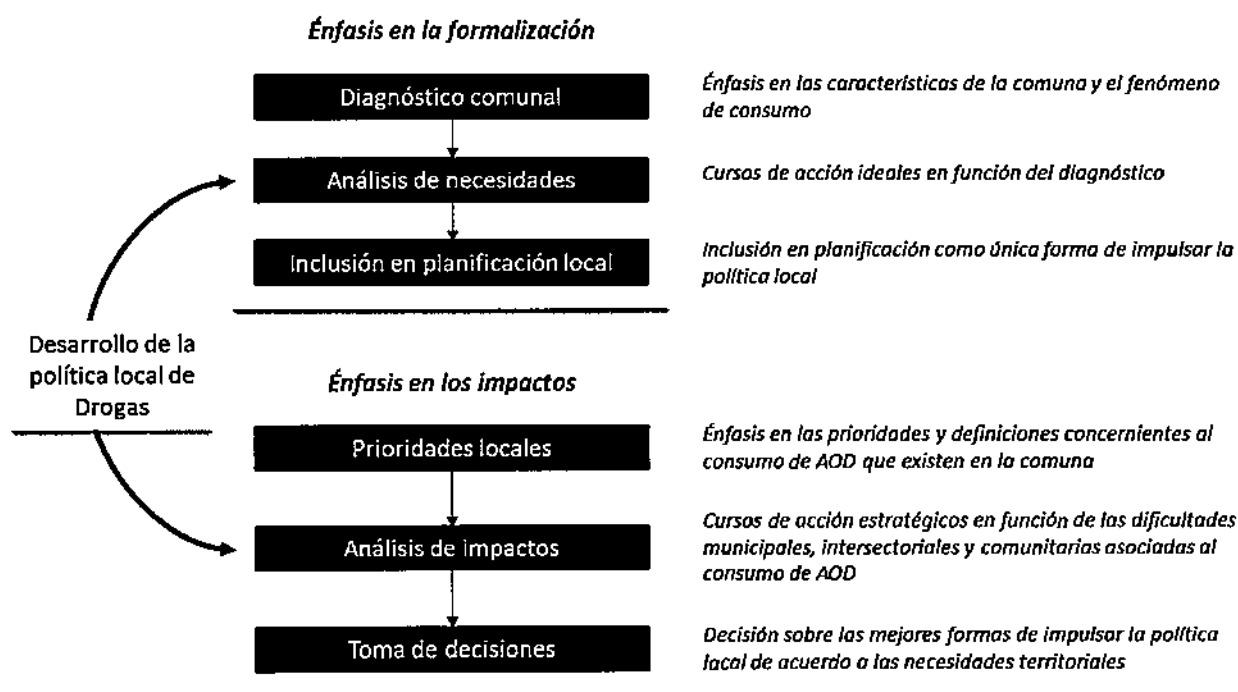 Énfasis en la formalización
Diagnóstico comunal
Énfasis en las características de la comuna y el fenómeno
de consumo
Análisis de necesidades
Cursos de acción ideales en función del diagnóstico
Inclusión en planificación local
Inclusión en planificación como única forma de impulsar la
política local
Desarrollo de la
política local de
Drogas
Énfasis en los impactos
Prioridades locales
Énfasis en las prioridades y definiciones concernientes al
consumo de AOD que existen en la comuna
Análisis de impactos
Cursos de acción estratégicos en función de las dificultades
municipales, intersectoriales y comunitarias asociadas al
consumo de AOD
Toma de decisiones
Decisión sobre las mejores formas de impulsar la política
local de acuerdo a las necesidades territoriales